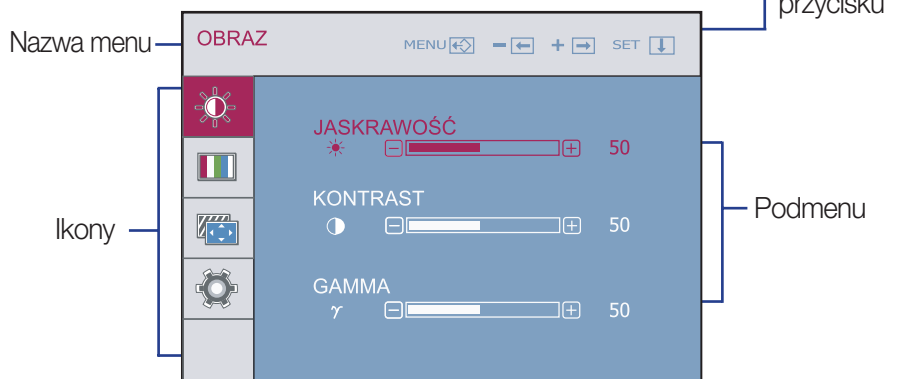 przycisku
Nazwa menu
OBRAZ MENU - + SET
JASKRAWOŚĆ
50
KONTRAST
50
Ikony
Podmenu
GAMMA
γ 50